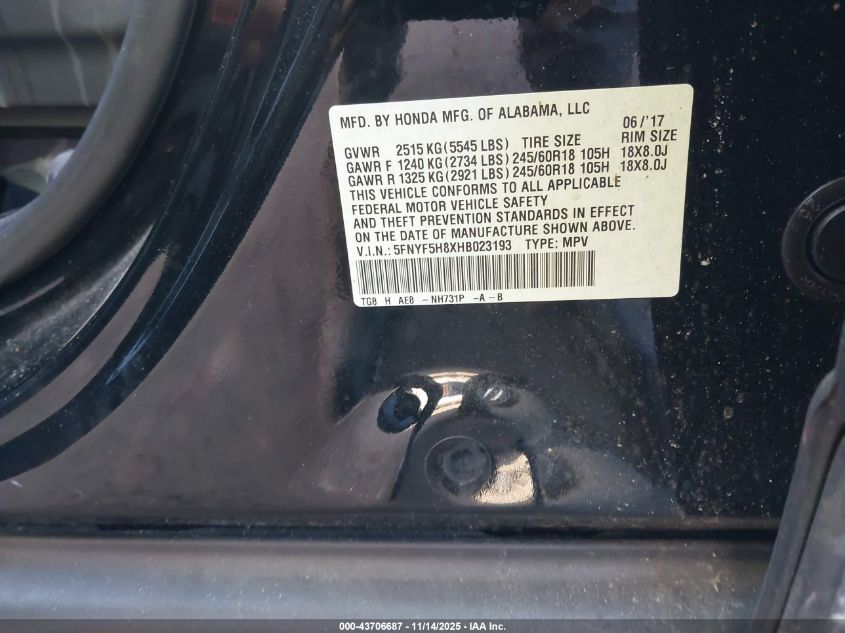 MFD. BY HONDA MFG. OF ALABAMA, LLC 06/'17
GVWR 2515 KG(5545 LBS) TIRE SIZE RIM SIZE
GAWR F 1240 KG(2734 LBS)245/60R18 105H 18X8.0J
GAWR R 1325 KG(2921 LBS)245/60R18 105H 18X8.0J
THIS VEHICLE CONFORMS TO ALL APPLICABLE
FEDERAL MOTOR VEHICLE SAFETY
AND THEFT PREVENTION STANDARDS IN EFFECT
ON THE DATE OF MANUFACTURE SHOWN ABOVE.
V.I.N.: 5FNYF5H8XHB023193 TYPE: MPV
TG8 H AE8 -NH731P -A-B
000-43706687 - 11/14/2025 - IAA Inc.